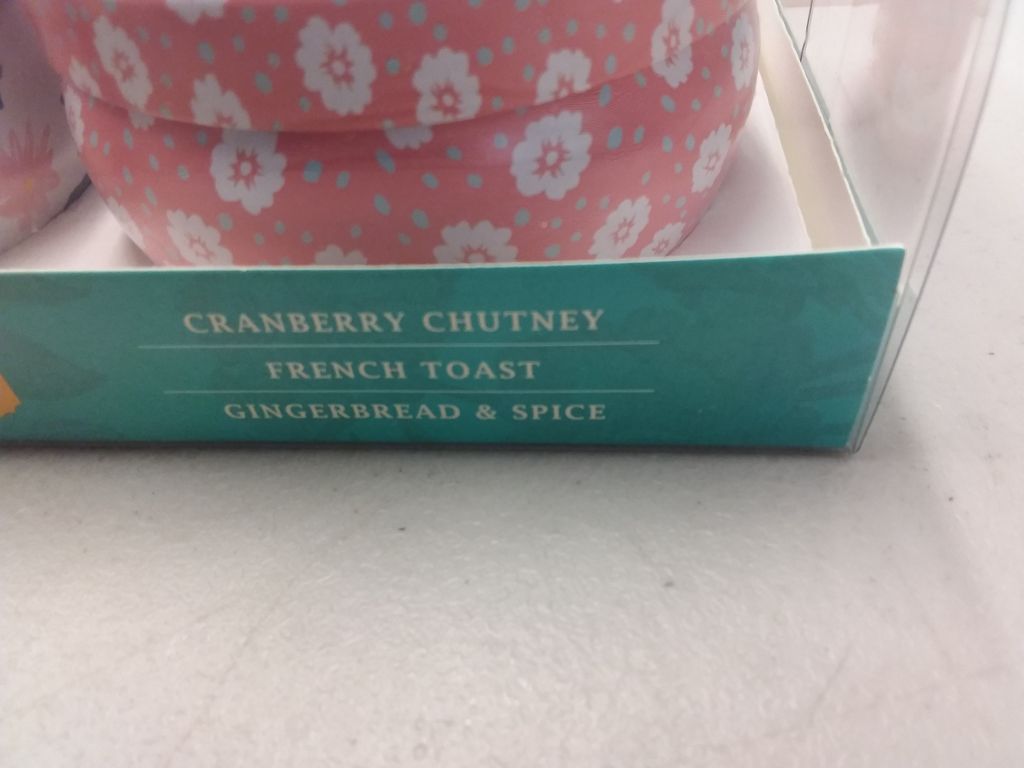 CRANBERRY CHUTNEY
FRENCH TOAST
GINGERBREAD & SPICE